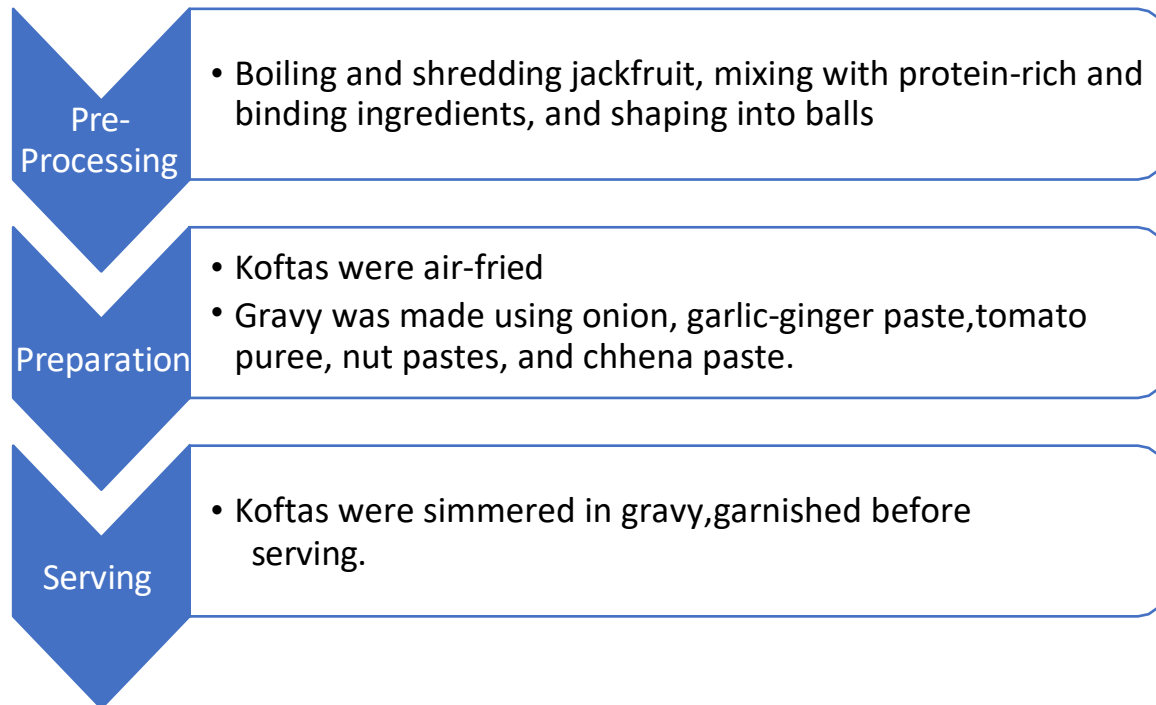 Pre-
Processing
• Boiling and shredding jackfruit, mixing with protein-rich and
binding ingredients, and shaping into balls
Preparation
• Koftas were air-fried
• Gravy was made using onion, garlic-ginger paste,tomato
puree, nut pastes, and chhena paste.
Serving
• Koftas were simmered in gravy,garnished before
serving.